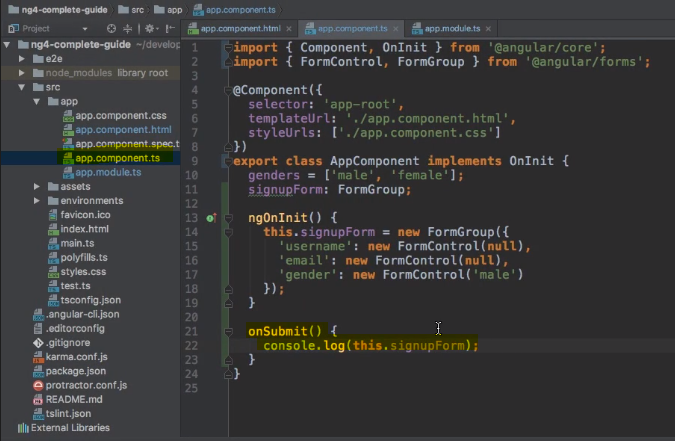 ng4-complete-guide src app app.component.ts
Project
app.component.html × app.component.ts × app.module.ts ×
ng4-complete-guide ~/develop
e2e
node_modules library root
src
app
app.component.css
app.component.html
app.component.spec.t
app.component.ts
app.module.ts
assets
environments
favicon.ico
index.html
main.ts
polyfills.ts
styles.css
test.ts
tsconfig.json
.angular-cli.json
.editorconfig
.gitignore
karma.conf.js
package.json
protractor.conf.js
README.md
tslint.json
External Libraries
1 import { Component, OnInit } from '@angular/core';
2 import { FormControl, FormGroup } from '@angular/forms';
3
4 @Component({
5 selector: 'app-root',
6 templateUrl: './app.component.html',
7 styleUrls: ['./app.component.css']
8 })
9 export class AppComponent implements OnInit {
10 genders = ['male', 'female'];
11 signupForm: FormGroup;
12
13 ngOnInit() {
14 this.signupForm = new FormGroup({
15 'username': new FormControl(null),
16 'email': new FormControl(null),
17 'gender': new FormControl('male')
18 });
19 }
20
21 onSubmit() {
22 console.log(this.signupForm);
23 }
24 }
25